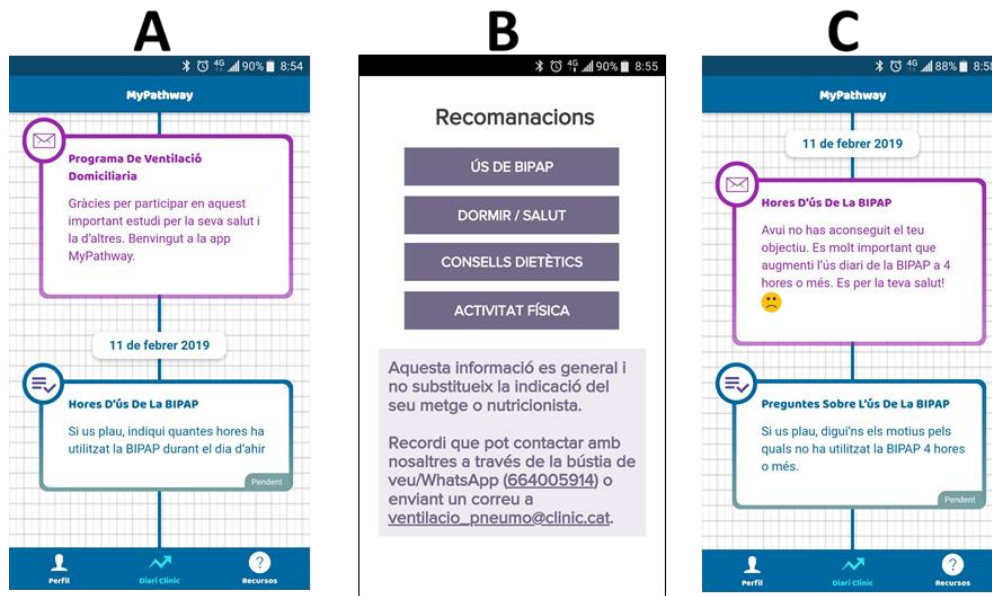 A
4G 90% 8:54
MyPathway
Programa De Ventilació
Domiciliaria
Gràcies per participar en aquest
important estudi per la seva salut i
la d'altres. Benvingut a la app
MyPathway.
11 de febrer 2019
Hores D'ús De La BIPAP
Si us plau, indiqui quantes hores ha
utilitzat la BIPAP durant el dia d'ahir
Pendent
Perfil
Diari Clínic
Recursos
?
B
4G 90% 8:55
Recomanacions
ÚS DE BIPAP
DORMIR / SALUT
CONSELLS DIETÈTICS
ACTIVITAT FÍSICA
Aquesta informació es general i
no substitueix la indicació del
seu metge o nutricionista.
Recordi que pot contactar amb
nosaltres a través de la bústia de
veu/WhatsApp (664005914) o
enviant un correu a
ventilacio_pneumo@clinic.cat.
C
4G 88% 8:58
MyPathway
11 de febrer 2019
Hores D'ús De La BIPAP
Avui no has aconseguit el teu
objectiu. Es molt important que
augmenti l'ús diari de la BIPAP a 4
hores o més. Es per la teva salut!
Preguntes Sobre L'ús De La BIPAP
Si us plau, digui'ns els motius pels
quals no ha utilitzat la BIPAP 4 hores
o més.
Pendent
Perfil
Diari Clínic
Recursos
?